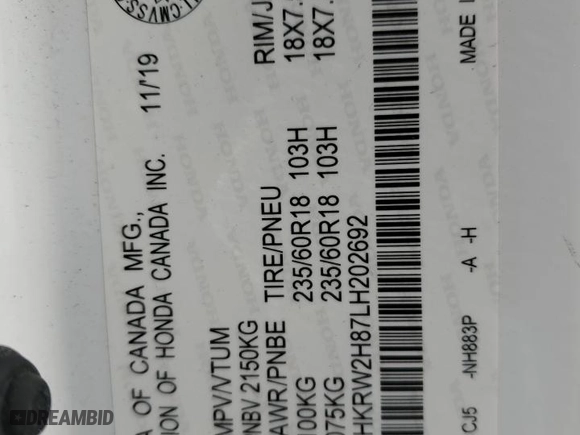 CMVSS
A OF CANADA MFG.,
ION OF HONDA CANADA INC. 11/'19
MPV/VTUM
NBV 2150KG
AWR/PNBE TIRE/PNEU RIM/J
100KG 235/60R18 103H 18X7.
075KG 235/60R18 103H 18X7.
HKRW2H87LH202692
CJ5 -NH883P -A -H MADE I
DREAMBID